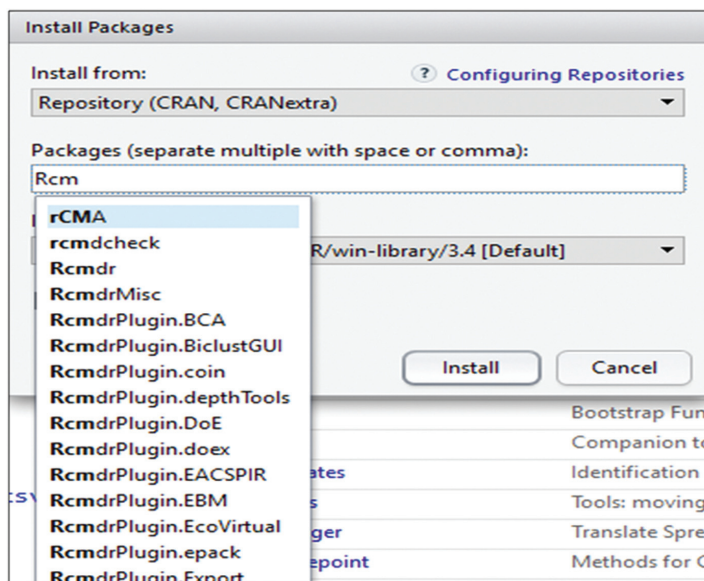 Install Packages
Install from:
? Configuring Repositories
Repository (CRAN, CRANextra)
Packages (separate multiple with space or comma):
Rcm
rCMA
rcmdcheck
Rcmdr
R/win-library/3.4 [Default]
RcmdrMisc
RcmdrPlugin.BCA
RcmdrPlugin.BiclustGUI
RcmdrPlugin.coin
Install
Cancel
RcmdrPlugin.depthTools
RcmdrPlugin.DoE
Bootstrap Fun
RcmdrPlugin.doex
Companion to
RcmdrPlugin.EACSPIR
ates
Identification
RcmdrPlugin.EBM
s
Tools: moving
RcmdrPlugin.EcoVirtual
ger
Translate Spre
RcmdrPlugin.epack
epoint
Methods for
RcmdrPlugin.Export